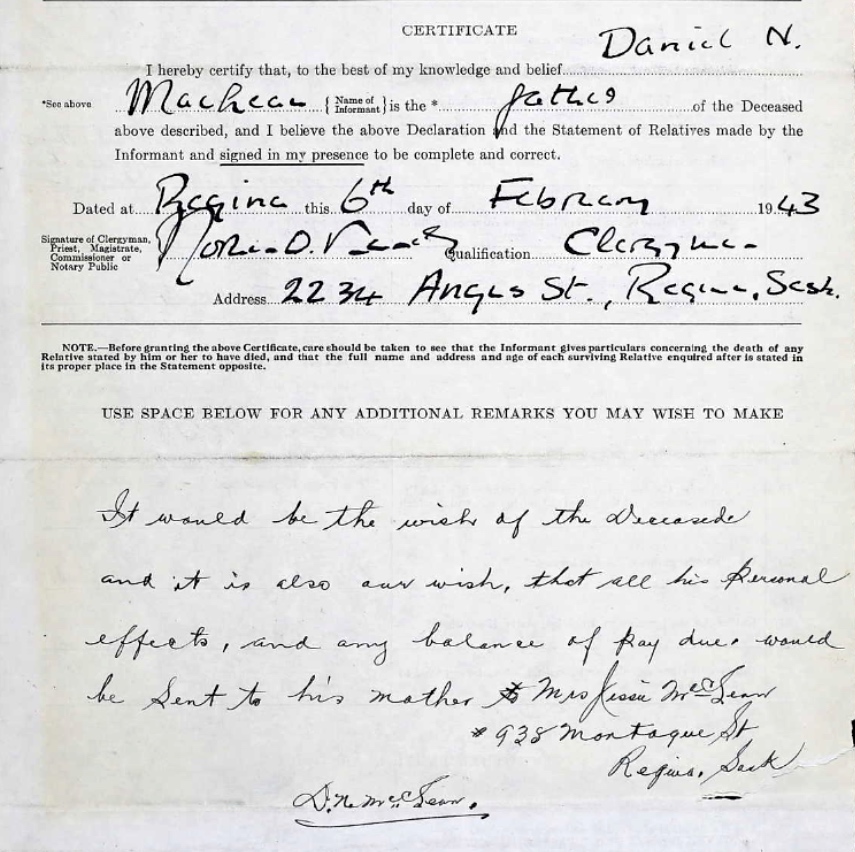 CERTIFICATE
Daniel N.
I hereby certify that, to the best of my knowledge and belief
*See above MacLean { Name of Informant } is the * father of the Deceased
above described, and I believe the above Declaration and the Statement of Relatives made by the
Informant and signed in my presence to be complete and correct.
Dated at Regina this 6th day of February 1943
Signature of Clergyman,
Priest, Magistrate,
Commissioner or
Notary Public
Qualification Clergyman
Address 2234 Angus St., Regina, Sask.
NOTE.—Before granting the above Certificate, care should be taken to see that the Informant gives particulars concerning the death of any
Relative stated by him or her to have died, and that the full name and address and age of each surviving Relative enquired after is stated in
its proper place in the Statement opposite.
USE SPACE BELOW FOR ANY ADDITIONAL REMARKS YOU MAY WISH TO MAKE
It would be the wish of the Deceased
and it is also our wish, that all his Personal
effects, and any balance of pay due. would
be Sent to his mother Mrs Jessie McLean
938 Montague St
Regina, Sask
D. N. McLean.